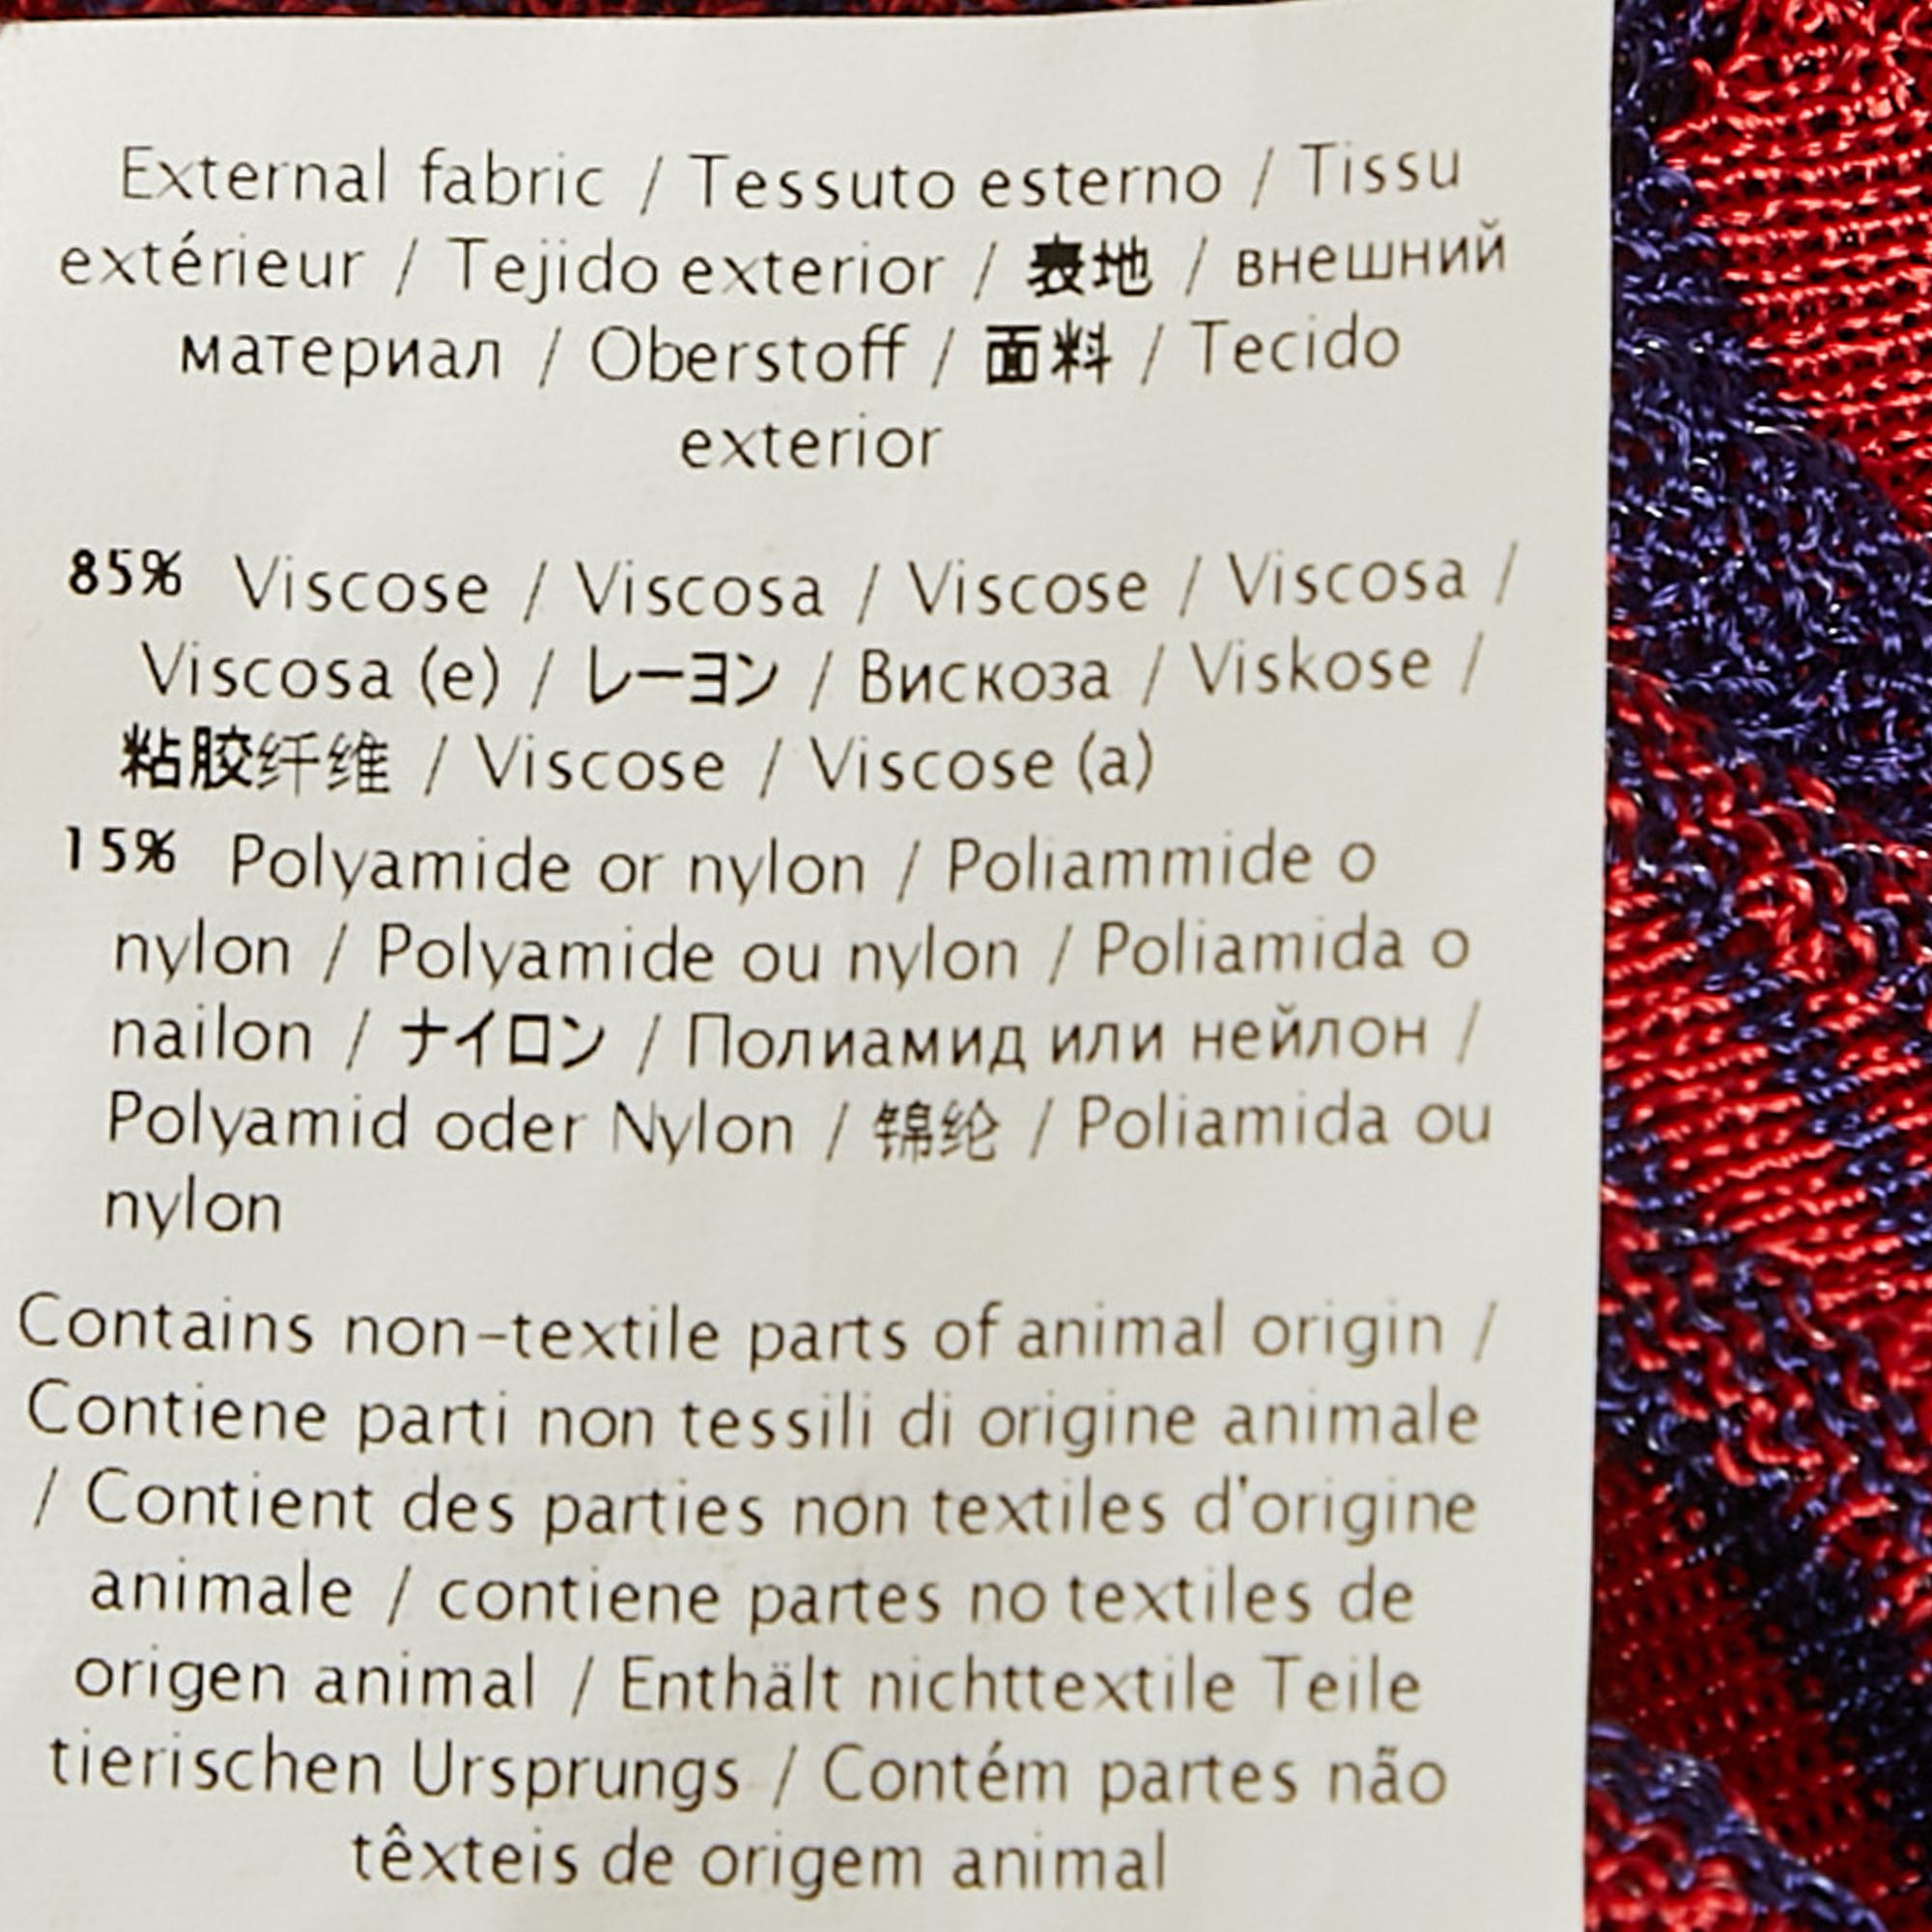 External fabric / Tessuto esterno / Tissu
extérieur / Tejido exterior / 表地 / внешний
материал / Oberstoff / 面料 / Tecido
exterior
85% Viscose / Viscosa / Viscose / Viscosa /
Viscosa (e) / レーヨン / Вискоза / Viskose /
粘胶纤维 / Viscose / Viscose (a)
15% Polyamide or nylon / Poliammide o
nylon / Polyamide ou nylon / Poliamida o
nailon / ナイロン / Полиамид или нейлон /
Polyamid oder Nylon / 锦纶 / Poliamida ou
nylon
Contains non-textile parts of animal origin /
Contiene parti non tessili di origine animale
/ Contient des parties non textiles d'origine
animale / contiene partes no textiles de
origen animal / Enthält nichttextile Teile
tierischen Ursprungs / Contém partes não
têxteis de origem animal